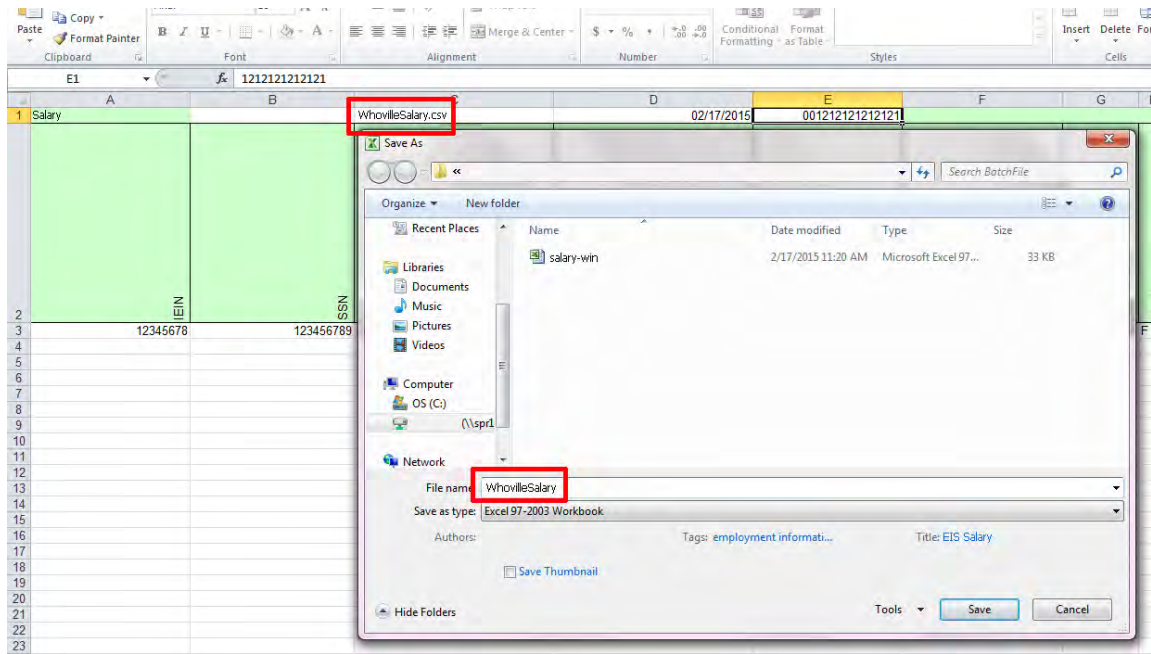 Copy
Paste
Format Painter
B I U A
Merge & Center
$ % , .00 .00
Conditional Format
Formatting as Table
Insert Delete For
Clipboard Font Alignment Number Styles Cells
E1 fx 1212121212121
A B C D E F G
1 Salary WhovilleSalary.csv 02/17/2015 001212121212121
Save As
« Search BatchFile
Organize New folder
Recent Places Name Date modified Type Size
salary-win 2/17/2015 11:20 AM Microsoft Excel 97... 33 KB
Libraries
Documents
Music
Pictures
Videos
Computer
OS (C:)
(\\spr1
Network
File name: WhovilleSalary
Save as type: Excel 97-2003 Workbook
Authors: Tags: employment informati... Title: EIS Salary
Save Thumbnail
Hide Folders Tools Save Cancel
2 IEIN SSN
3 12345678 123456789 F
4
5
6
7
8
9
10
11
12
13
14
15
16
17
18
19
20
21
22
23